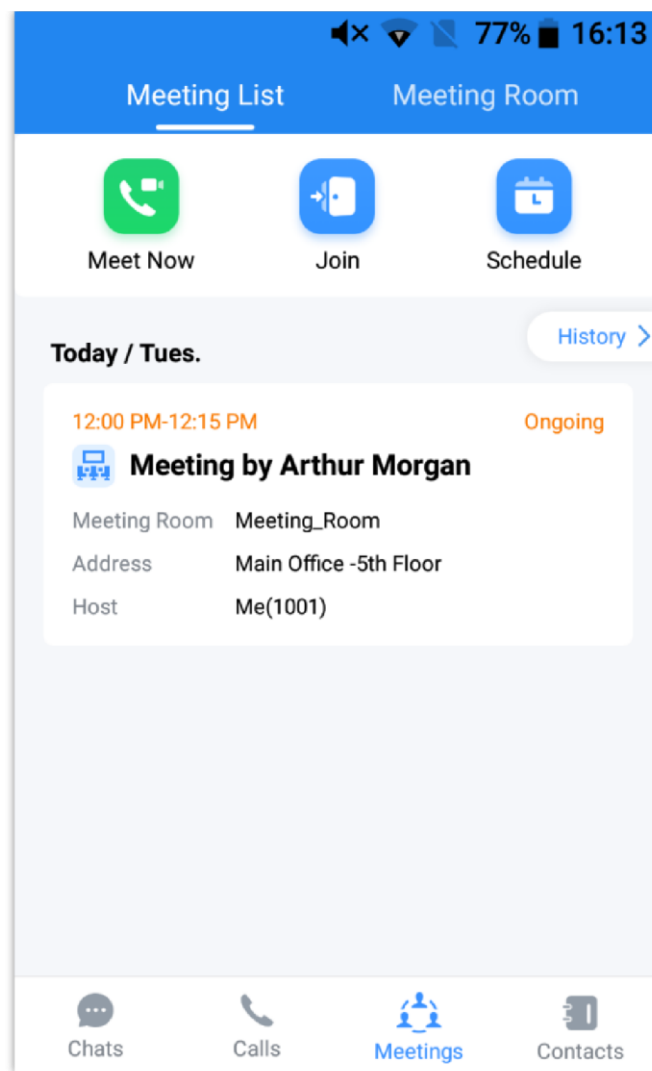 77% 16:13
Meeting List Meeting Room
Meet Now Join Schedule
History
Today / Tues.
12:00 PM-12:15 PM Ongoing
Meeting by Arthur Morgan
Meeting Room Meeting_Room
Address Main Office -5th Floor
Host Me(1001)
Chats Calls Meetings Contacts